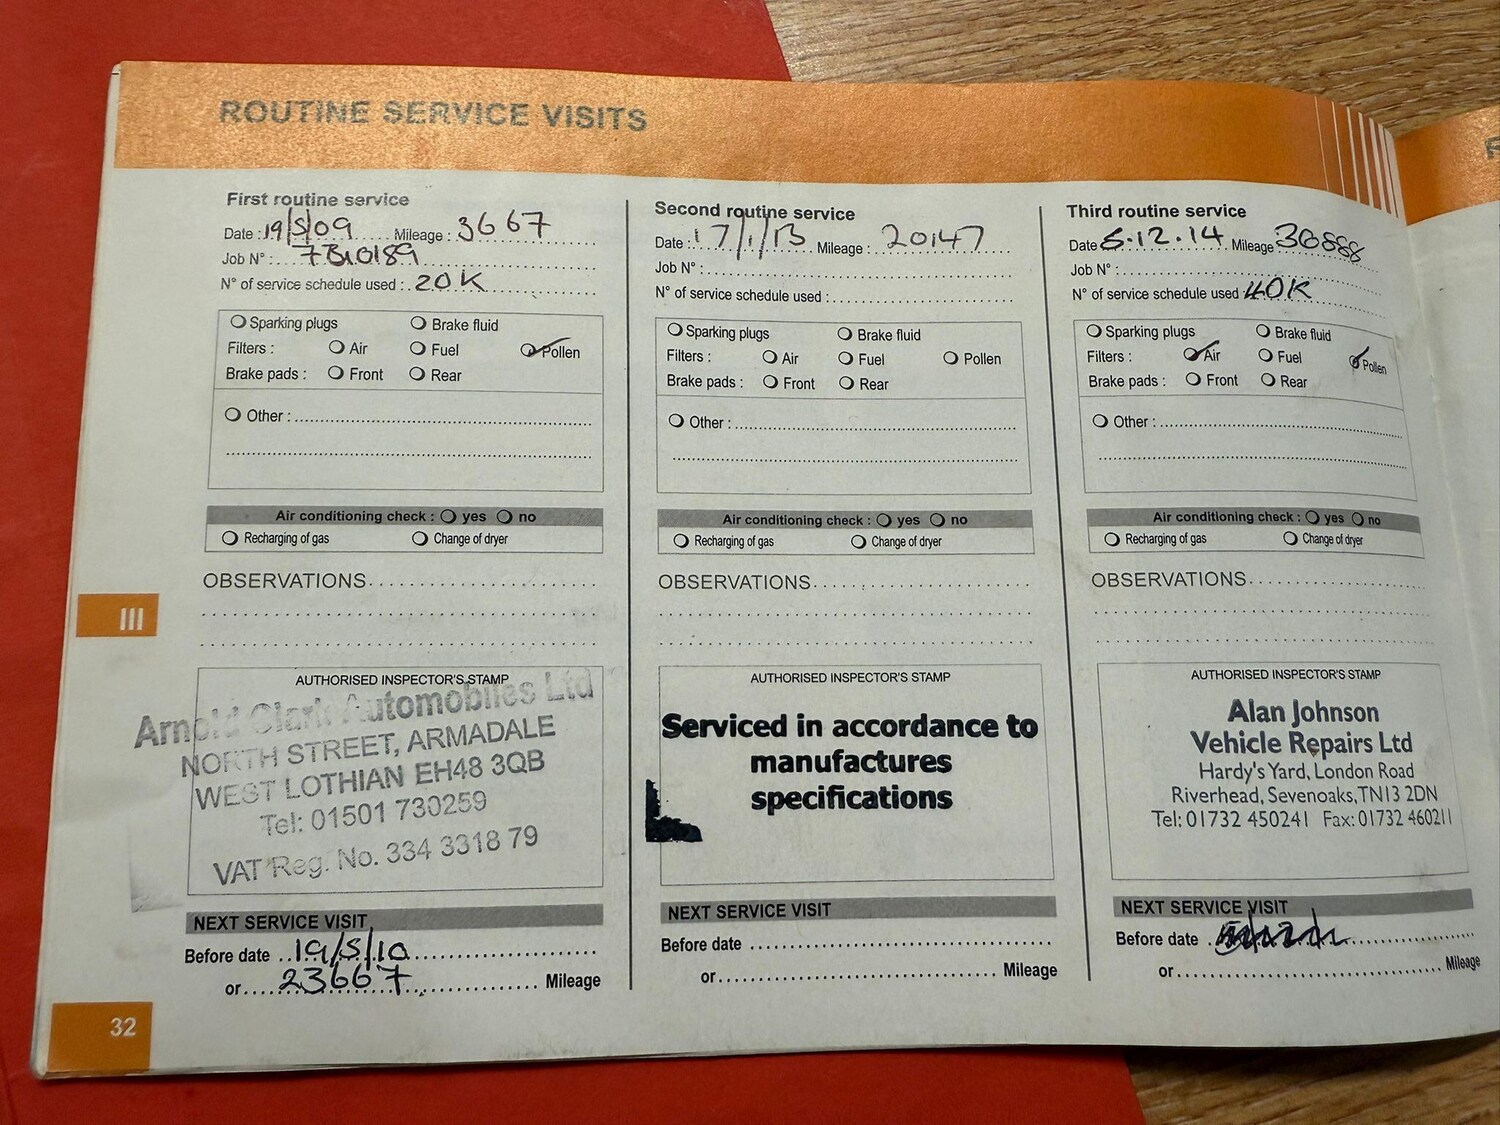 ROUTINE SERVICE VISITS
First routine service
Date : 19/5/09 Mileage : 3667
Job N° :
N° of service schedule used : 20K
Sparking plugs Brake fluid
Filters : Air Fuel Pollen
Brake pads : Front Rear
Other :
Air conditioning check : yes no
Recharging of gas Change of dryer
OBSERVATIONS
AUTHORISED INSPECTOR'S STAMP
Arnold Clark Automobiles Ltd
NORTH STREET, ARMADALE
WEST LOTHIAN EH48 3QB
Tel: 01501 730259
VAT Reg. No. 334 3318 79
NEXT SERVICE VISIT
Before date 19/5/10
or 23667 Mileage
Second routine service
Date : 17/1/13 Mileage : 20147
Job N° :
N° of service schedule used :
Sparking plugs Brake fluid
Filters : Air Fuel Pollen
Brake pads : Front Rear
Other :
Air conditioning check : yes no
Recharging of gas Change of dryer
OBSERVATIONS
AUTHORISED INSPECTOR'S STAMP
Serviced in accordance to
manufactures
specifications
NEXT SERVICE VISIT
Before date
or Mileage
Third routine service
Date 5.12.14 Mileage 30888
Job N° :
N° of service schedule used 40K
Sparking plugs Brake fluid
Filters : Air Fuel Pollen
Brake pads : Front Rear
Other :
Air conditioning check : yes no
Recharging of gas Change of dryer
OBSERVATIONS
AUTHORISED INSPECTOR'S STAMP
Alan Johnson
Vehicle Repairs Ltd
Hardy's Yard, London Road
Riverhead, Sevenoaks, TN13 2DN
Tel: 01732 450241 Fax: 01732 460211
NEXT SERVICE VISIT
Before date
or Mileage
III
32